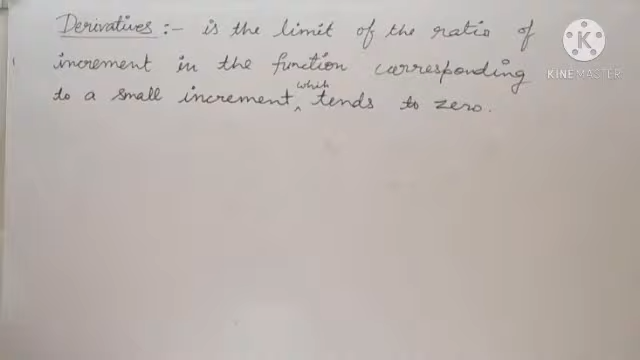 Derivatives :- is the limit of the ratio of
increment in the function corresponding
to a small increment, which tends to zero.
K
KINEMASTER